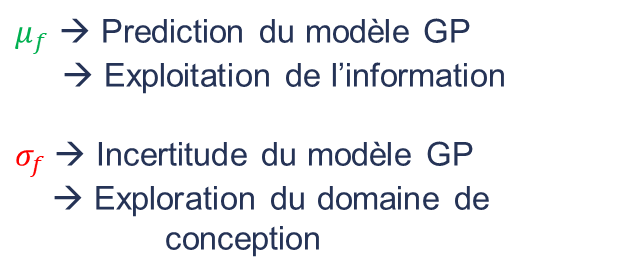 μ_f → Prediction du modèle GP
→ Exploitation de l’information
σ_f → Incertitude du modèle GP
→ Exploration du domaine de
conception